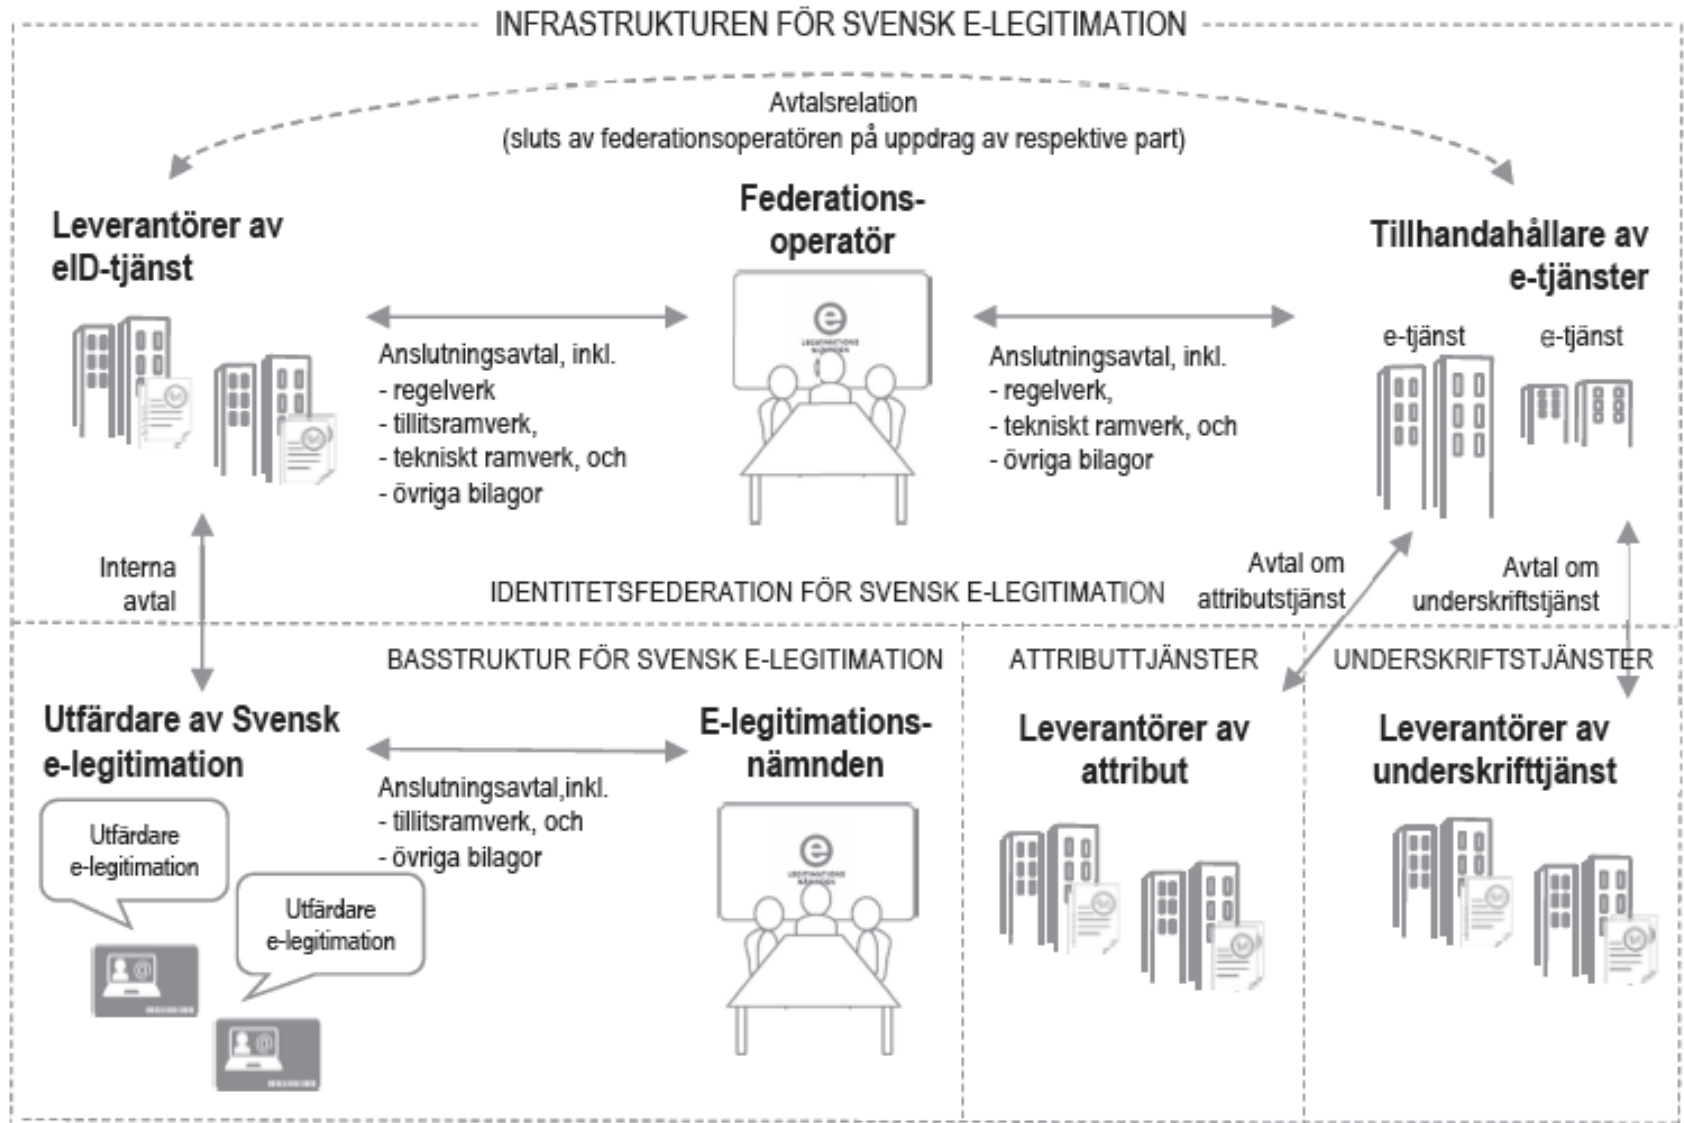 INFRASTRUKTUREN FÖR SVENSK E-LEGITIMATION
Avtalsrelation
(sluts av federationsoperatören på uppdrag av respektive part)
Leverantörer av
eID-tjänst
Federations-
operatör
Tillhandahållare av
e-tjänster
e-tjänst
e-tjänst
e
LEGITIMATIONS
NÄMNDEN
Anslutningsavtal, inkl.
- regelverk
- tillitsramverk,
- tekniskt ramverk, och
- övriga bilagor
Anslutningsavtal, inkl.
- regelverk,
- tekniskt ramverk, och
- övriga bilagor
Interna
avtal
Avtal om
attributstjänst
Avtal om
underskriftstjänst
IDENTITETSFEDERATION FÖR SVENSK E-LEGITIMATION
BASSTRUKTUR FÖR SVENSK E-LEGITIMATION
ATTRIBUTTJÄNSTER
UNDERSKRIFTSTJÄNSTER
Utfärdare av Svensk
e-legitimation
E-legitimations-
nämnden
Leverantörer av
attribut
Leverantörer av
underskrifttjänst
Anslutningsavtal,inkl.
- tillitsramverk, och
- övriga bilagor
Utfärdare
e-legitimation
Utfärdare
e-legitimation
e
LEGITIMATIONS
NÄMNDEN
@
@